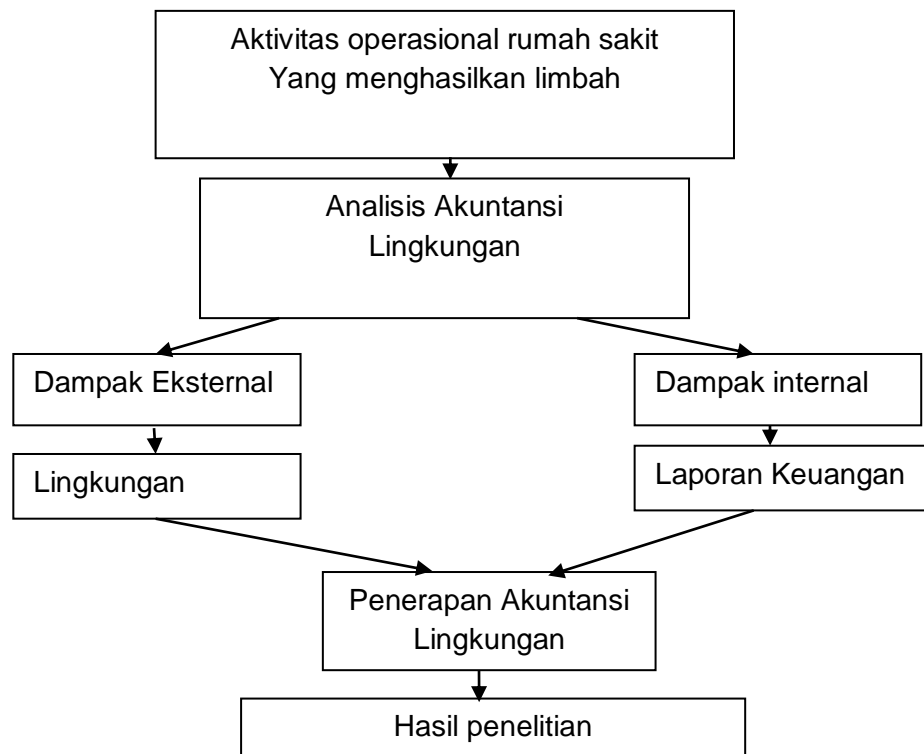 Aktivitas operasional rumah sakit
Yang menghasilkan limbah
Analisis Akuntansi
Lingkungan
Dampak Eksternal
Dampak internal
Lingkungan
Laporan Keuangan
Penerapan Akuntansi
Lingkungan
Hasil penelitian